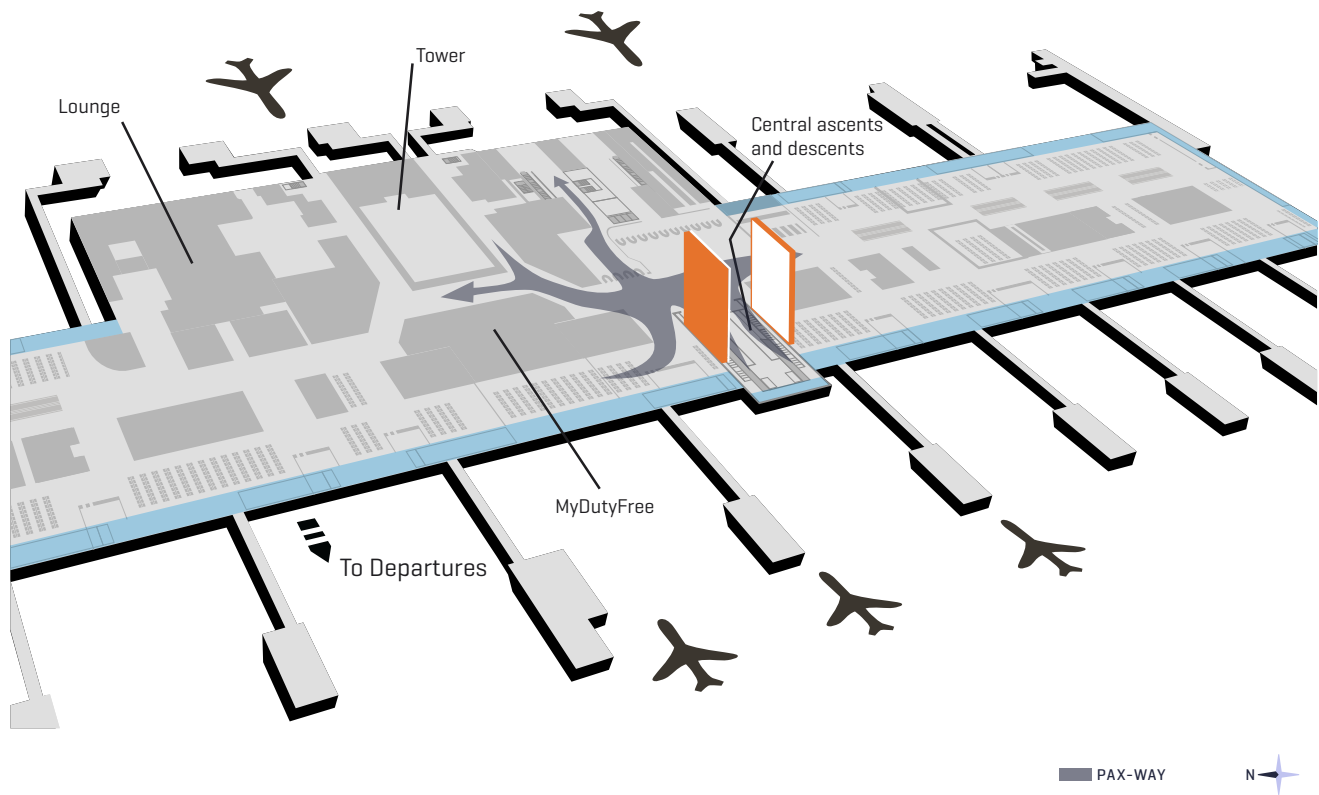 Tower
Lounge
Central ascents
and descents
MyDutyFree
To Departures
PAX-WAY
N